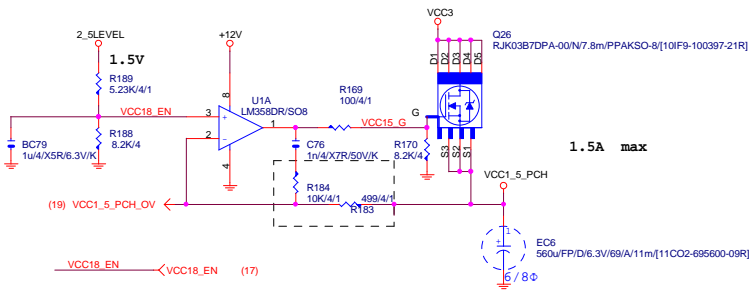 VCC3
Q26
RJK03B7DPA-00/N/7.8m/PPAKSO-8/[10IF9-100397-21R]
2_5LEVEL
+12V
1.5V
D1
D2
D3
D4
D5
R189
5.23K/4/1
U1A
LM358DR/SO8
8
R169
100/4/1
G
VCC18_EN
3
+
1
VCC15_G
2
-
4
BC79
1u/4/X5R/6.3V/K
R188
8.2K/4
C76
1n/4/X7R/50V/K
R170
8.2K/4
S3
S2
S1
1.5A max
VCC1_5_PCH
R184
10K/4/1
499/4/1
R183
(19) VCC1_5_PCH_OV
1
+
EC6
560u/FP/D/6.3V/69/A/11m/[11CO2-695600-09R]
6/8Φ
VCC18_EN
VCC18_EN (17)